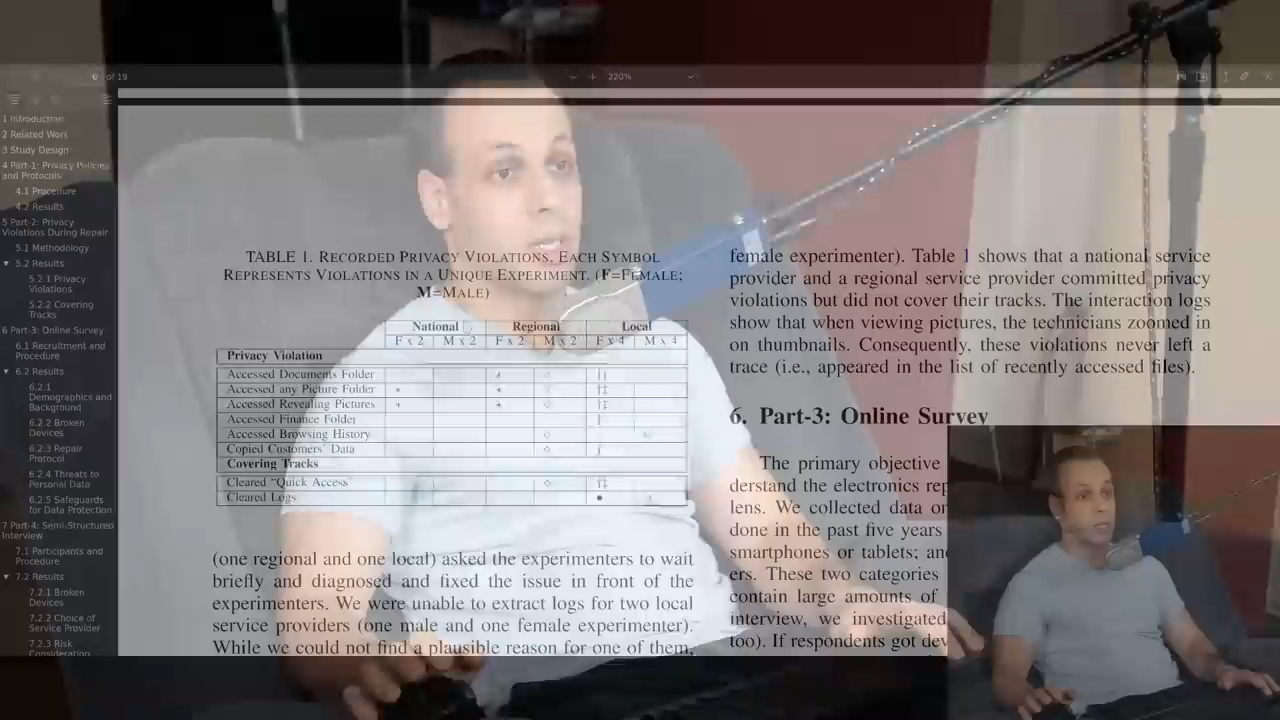 of 19
220%
1 Introduction
2 Related Work
3 Study Design
4 Part-1: Privacy Policies
and Protocols
4.1 Procedure
4.2 Results
5 Part-2: Privacy
Violations During Repair
5.1 Methodology
5.2 Results
5.2.1 Privacy
Violations
5.2.2 Covering
Tracks
6 Part-3: Online Survey
6.1 Recruitment and
Procedure
6.2 Results
6.2.1
Demographics and
Background
6.2.2 Broken
Devices
6.2.3 Repair
Protocol
6.2.4 Threats to
Personal Data
6.2.5 Safeguards
for Data Protection
7 Part-4: Semi-Structured
Interview
7.1 Participants and
Procedure
7.2 Results
7.2.1 Broken
Devices
7.2.2 Choice of
Service Provider
7.2.3 Risk
Consideration
TABLE 1. RECORDED PRIVACY VIOLATIONS. EACH SYMBOL
REPRESENTS VIOLATIONS IN A UNIQUE EXPERIMENT. (F=FEMALE;
M=MALE)
National Regional Local
F x 2 M x 2 F x 2 M x 2 F x 4 M x 4
Privacy Violation
Accessed Documents Folder
Accessed any Picture Folder
Accessed Revealing Pictures
Accessed Finance Folder
Accessed Browsing History
Copied Customers' Data
Covering Tracks
Cleared "Quick Access"
Cleared Logs
(one regional and one local) asked the experimenters to wait
briefly and diagnosed and fixed the issue in front of the
experimenters. We were unable to extract logs for two local
service providers (one male and one female experimenter).
While we could not find a plausible reason for one of them,
female experimenter). Table 1 shows that a national service
provider and a regional service provider committed privacy
violations but did not cover their tracks. The interaction logs
show that when viewing pictures, the technicians zoomed in
on thumbnails. Consequently, these violations never left a
trace (i.e., appeared in the list of recently accessed files).
6. Part-3: Online Survey
The primary objective
derstand the electronics rep
lens. We collected data or
done in the past five years
smartphones or tablets; and
ers. These two categories
contain large amounts of
interview, we investigated
too). If respondents got dev